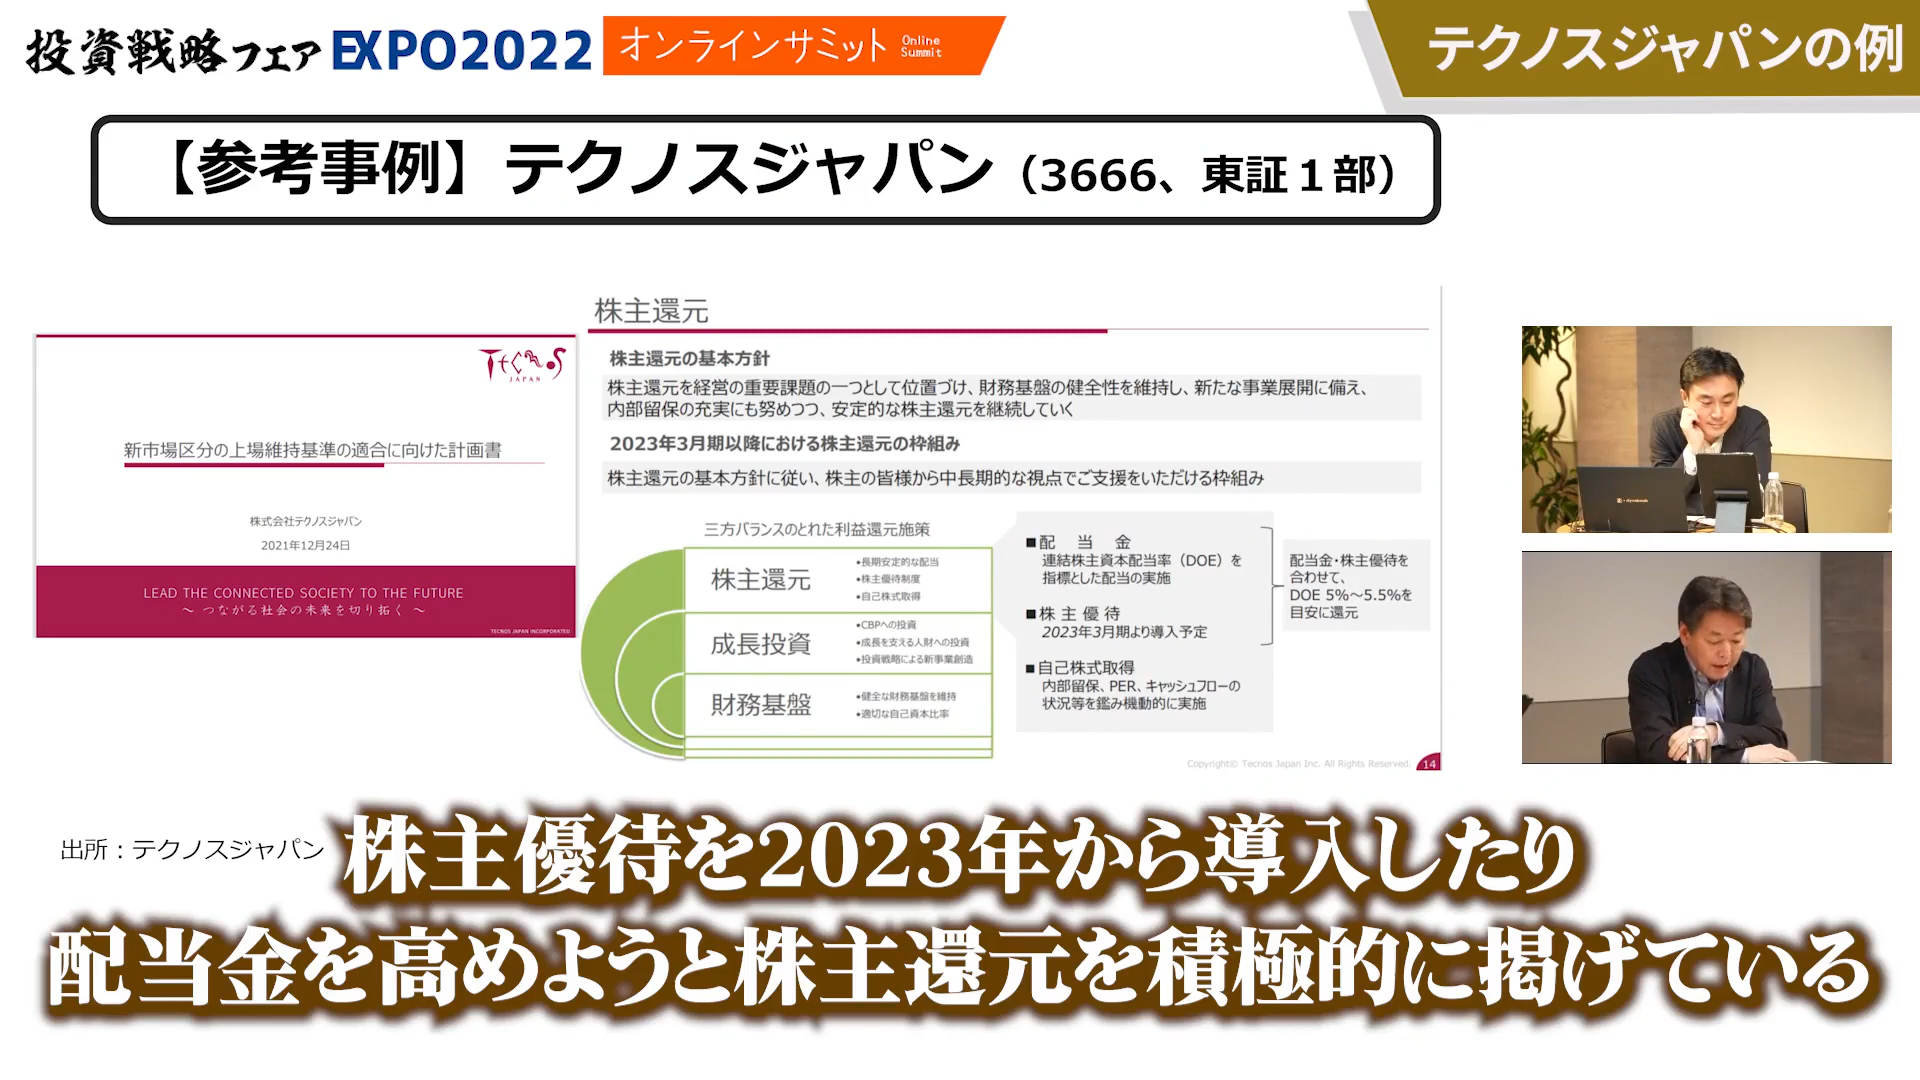 投資戦略フェア EXPO2022 オンラインサミット Online Summit
テクノスジャパンの例
【参考事例】テクノスジャパン（3666、東証１部）
TECNOS
JAPAN
新市場区分の上場維持基準の適合に向けた計画書
株式会社テクノスジャパン
2021年12月24日
LEAD THE CONNECTED SOCIETY TO THE FUTURE
～ つながる社会の未来を切り拓く ～
TECNOS JAPAN INCORPORATED
株主還元
株主還元の基本方針
株主還元を経営の重要課題の一つとして位置づけ、財務基盤の健全性を維持し、新たな事業展開に備え、
内部留保の充実にも努めつつ、安定的な株主還元を継続していく
2023年3月期以降における株主還元の枠組み
株主還元の基本方針に従い、株主の皆様から中長期的な視点でご支援をいただける枠組み
三方バランスのとれた利益還元施策
株主還元
•長期安定的な配当
•株主優待制度
•自己株式取得
成長投資
•CBPへの投資
•成長を支える人財への投資
•投資戦略による新事業創造
財務基盤
•健全な財務基盤を維持
•適切な自己資本比率
■配　当　金
連結株主資本配当率（DOE）を
指標とした配当の実施
■株 主 優 待
2023年3月期より導入予定
■自己株式取得
内部留保、PER、キャッシュフローの
状況等を鑑み機動的に実施
配当金・株主優待を
合わせて、
DOE 5%～5.5%を
目安に還元
Copyright© Tecnos Japan Inc. All Rights Reserved.
14
dynabook
出所：テクノスジャパン
株主優待を2023年から導入したり
配当金を高めようと株主還元を積極的に掲げている